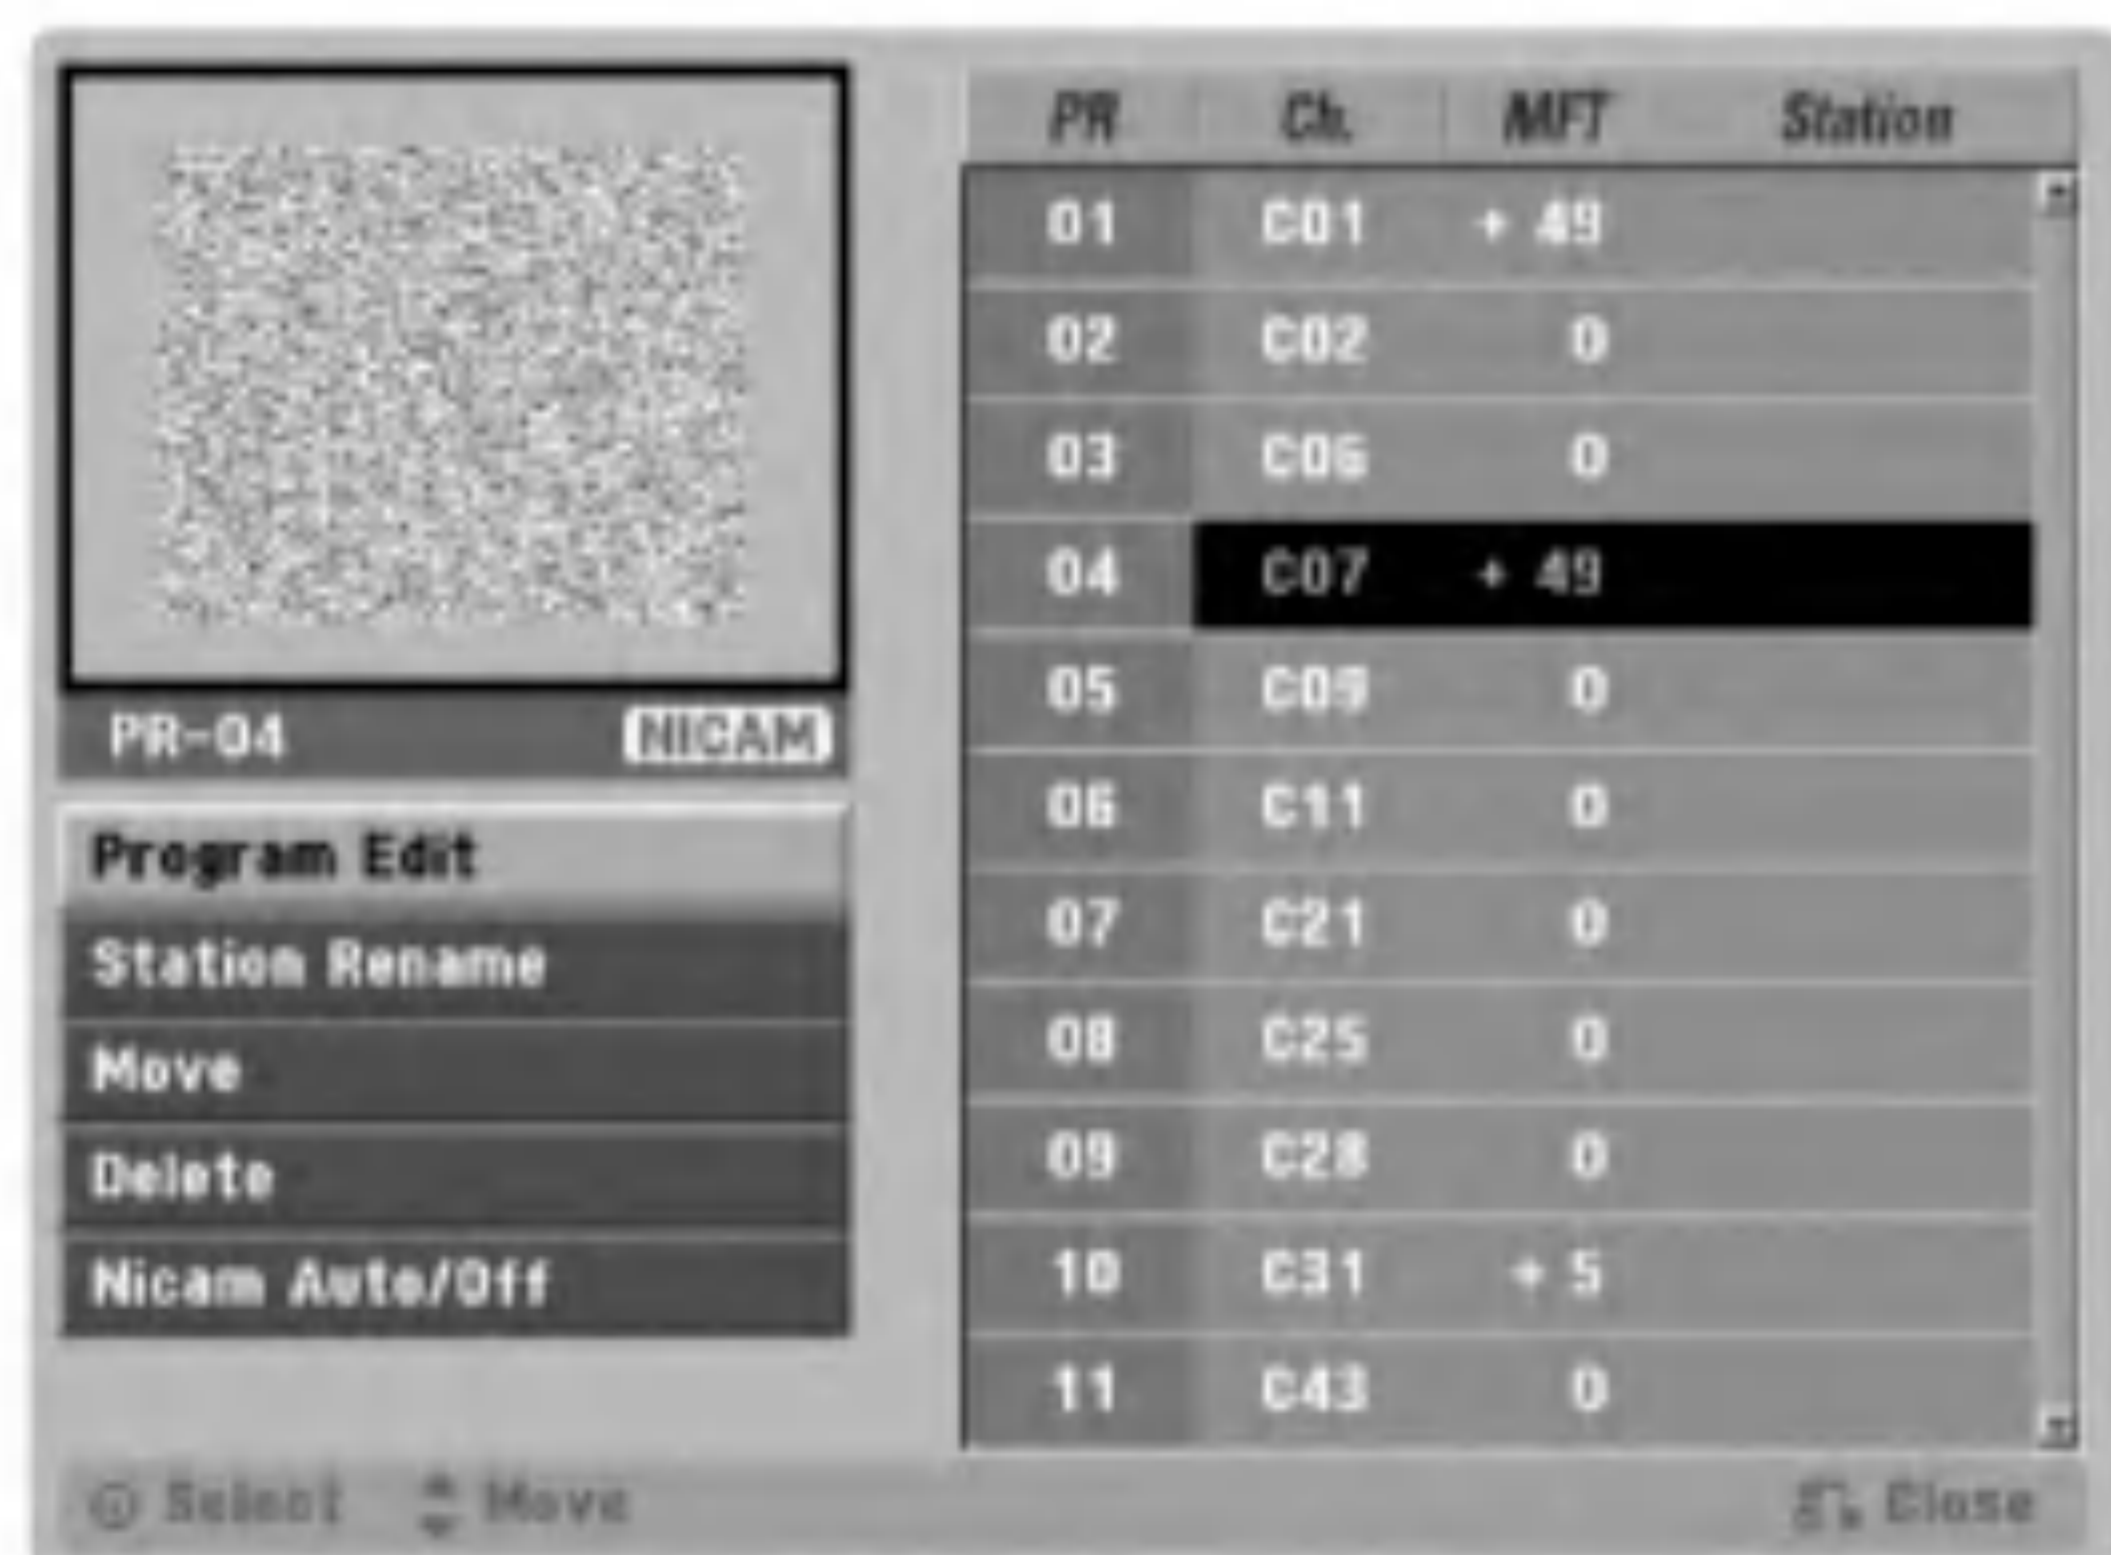 PR Ch. MFT Station
01 C01 + 49
02 C02 0
03 C06 0
04 C07 + 49
05 C09 0
06 C11 0
07 C21 0
08 C25 0
09 C28 0
10 C31 + 5
11 C43 0
PR-04 NICAM
Program Edit
Station Rename
Move
Delete
Nicam Auto/Off
Select Move Close